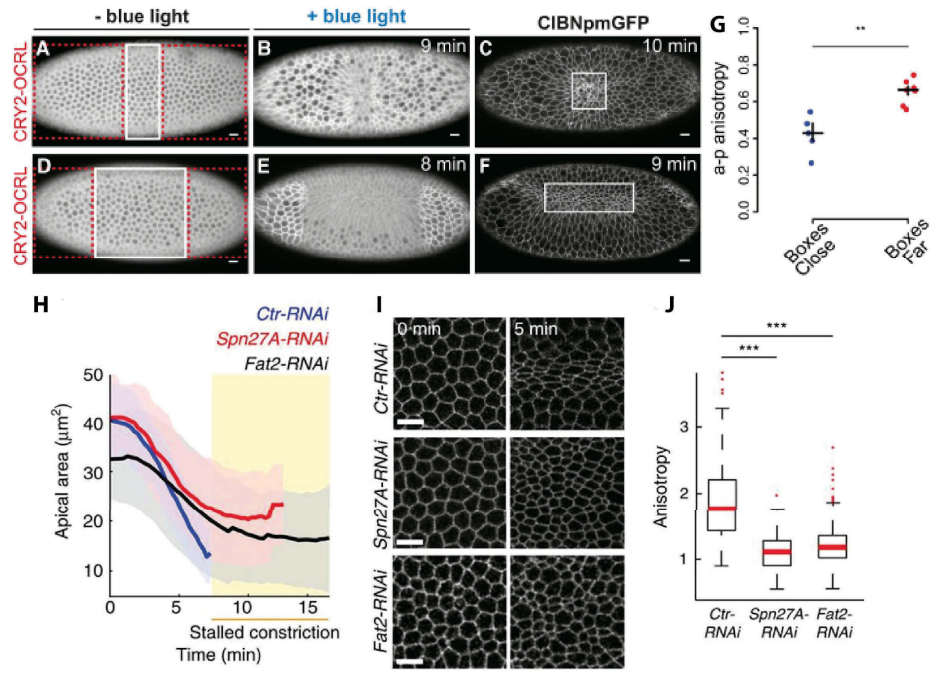 - blue light
+ blue light
CIBNpmGFP
CRY2-OCRL
A
B
9 min
C
10 min
CRY2-OCRL
D
E
8 min
F
9 min
G
**
a-p anisotropy
1.0
0.8
0.6
0.4
0.2
0.0
Boxes
Close
Boxes
Far
H
Ctr-RNAi
Spn27A-RNAi
Fat2-RNAi
Apical area (μm2)
50
40
30
20
10
0
5
10
15
Stalled constriction
Time (min)
I
0 min
5 min
Ctr-RNAi
Spn27A-RNAi
Fat2-RNAi
J
***
***
Anisotropy
3
2
1
Ctr-
RNAi
Spn27A-
RNAi
Fat2-
RNAi